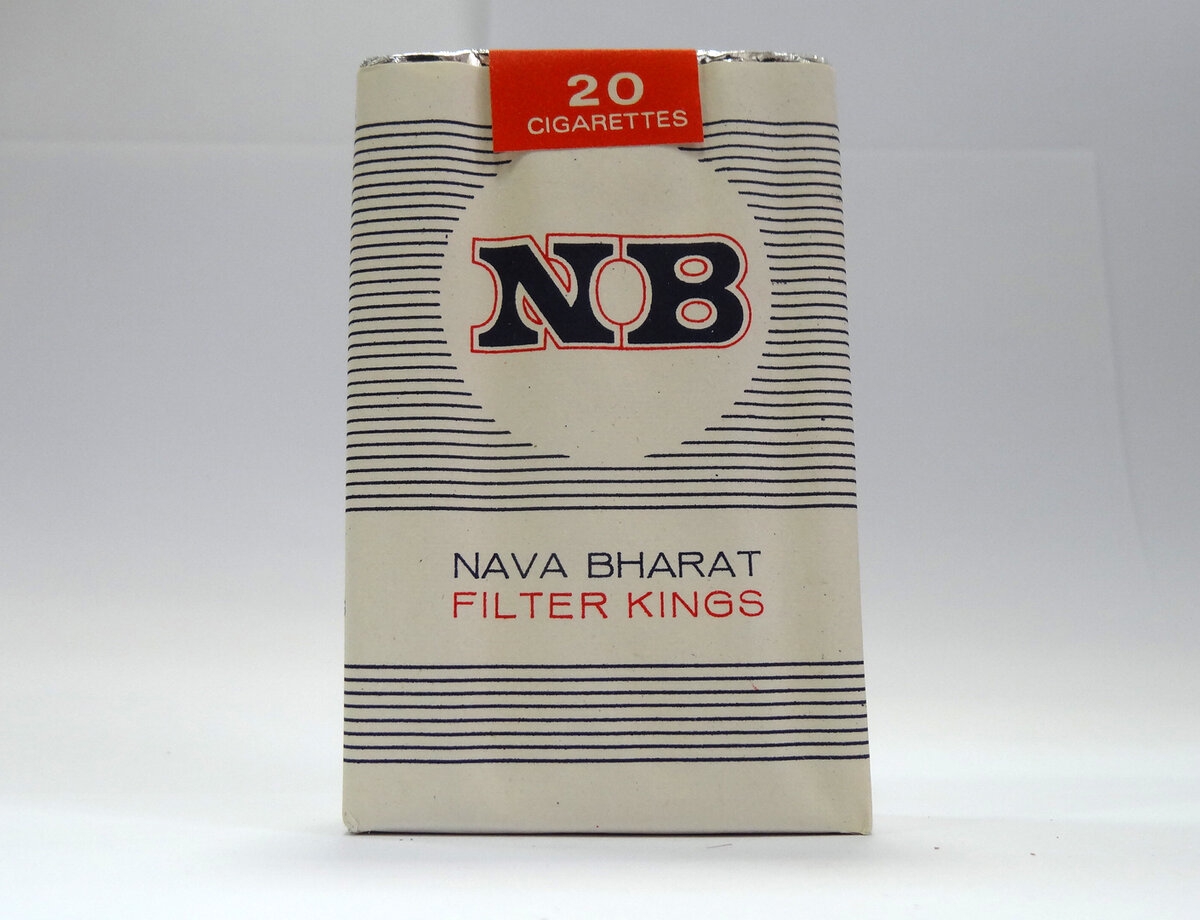 20
CIGARETTES
NB
NAVA BHARAT
FILTER KINGS